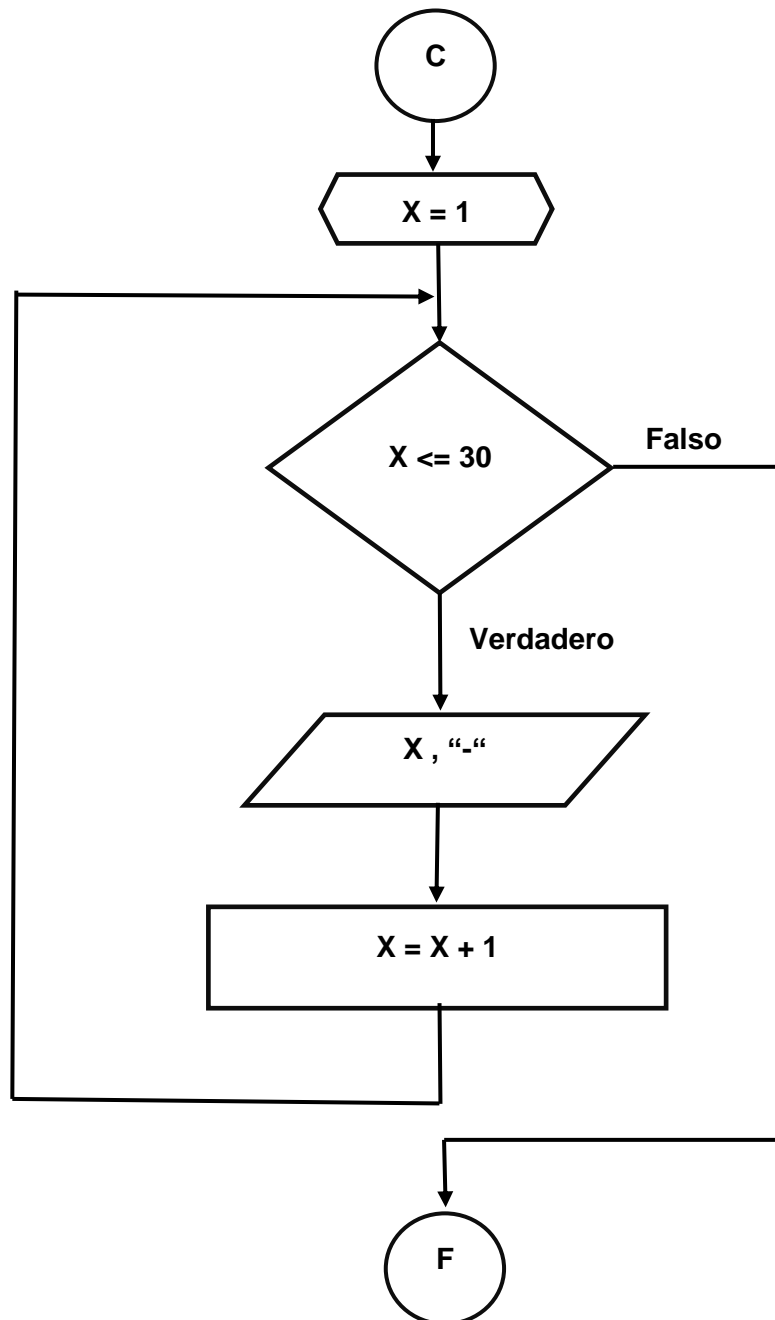 C
X = 1
X <= 30
Falso
Verdadero
X , “-“
X = X + 1
F